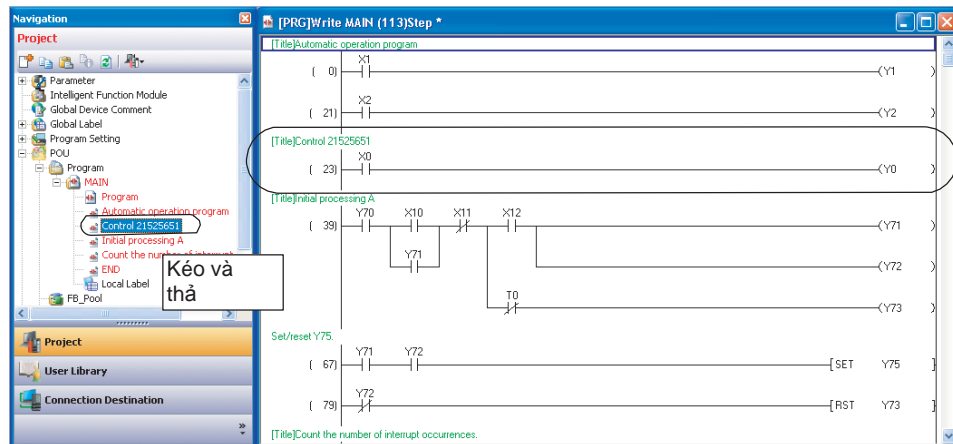 Navigation
Project
Parameter
Intelligent Function Module
Global Device Comment
Global Label
Program Setting
POU
Program
MAIN
Program
Automatic operation program
Control 21525651
Initial processing A
Count the number of interrupt
END
Local Label
FB_Pool
Kéo và
thả
Project
User Library
Connection Destination
[PRG]Write MAIN (113)Step *
[Title]Automatic operation program
X1
( 0) (Y1 )
X2
( 21) (Y2 )
[Title]Control 21525651
X0
( 23) (Y0 )
[Title]Initial processing A
Y70 X10 X11 X12
( 39) (Y71 )
Y71
(Y72 )
T0
(Y73 )
Set/reset Y75.
Y71 Y72
( 67) [SET Y75 ]
Y72
( 79) [RST Y73 ]
[Title]Count the number of interrupt occurrences.